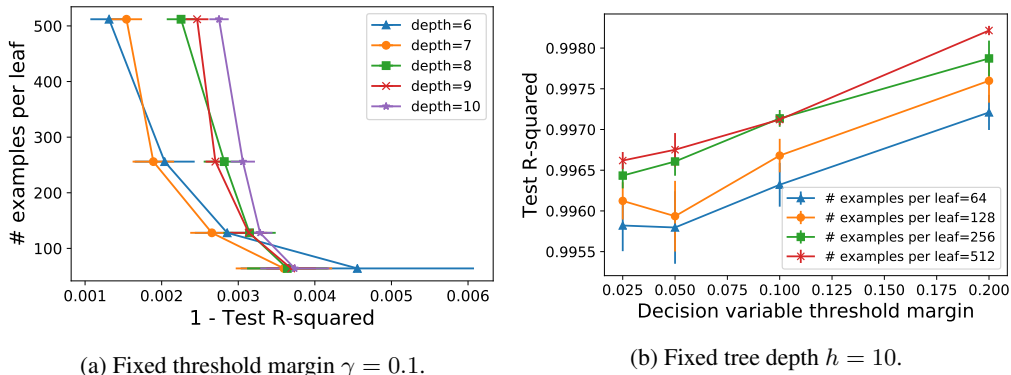 500
400
300
200
100
# examples per leaf
depth=6
depth=7
depth=8
depth=9
depth=10
0.001 0.002 0.003 0.004 0.005 0.006
1 - Test R-squared
(a) Fixed threshold margin γ = 0.1.
0.9980
0.9975
0.9970
0.9965
0.9960
0.9955
Test R-squared
# examples per leaf=64
# examples per leaf=128
# examples per leaf=256
# examples per leaf=512
0.025 0.050 0.075 0.100 0.125 0.150 0.175 0.200
Decision variable threshold margin
(b) Fixed tree depth h = 10.